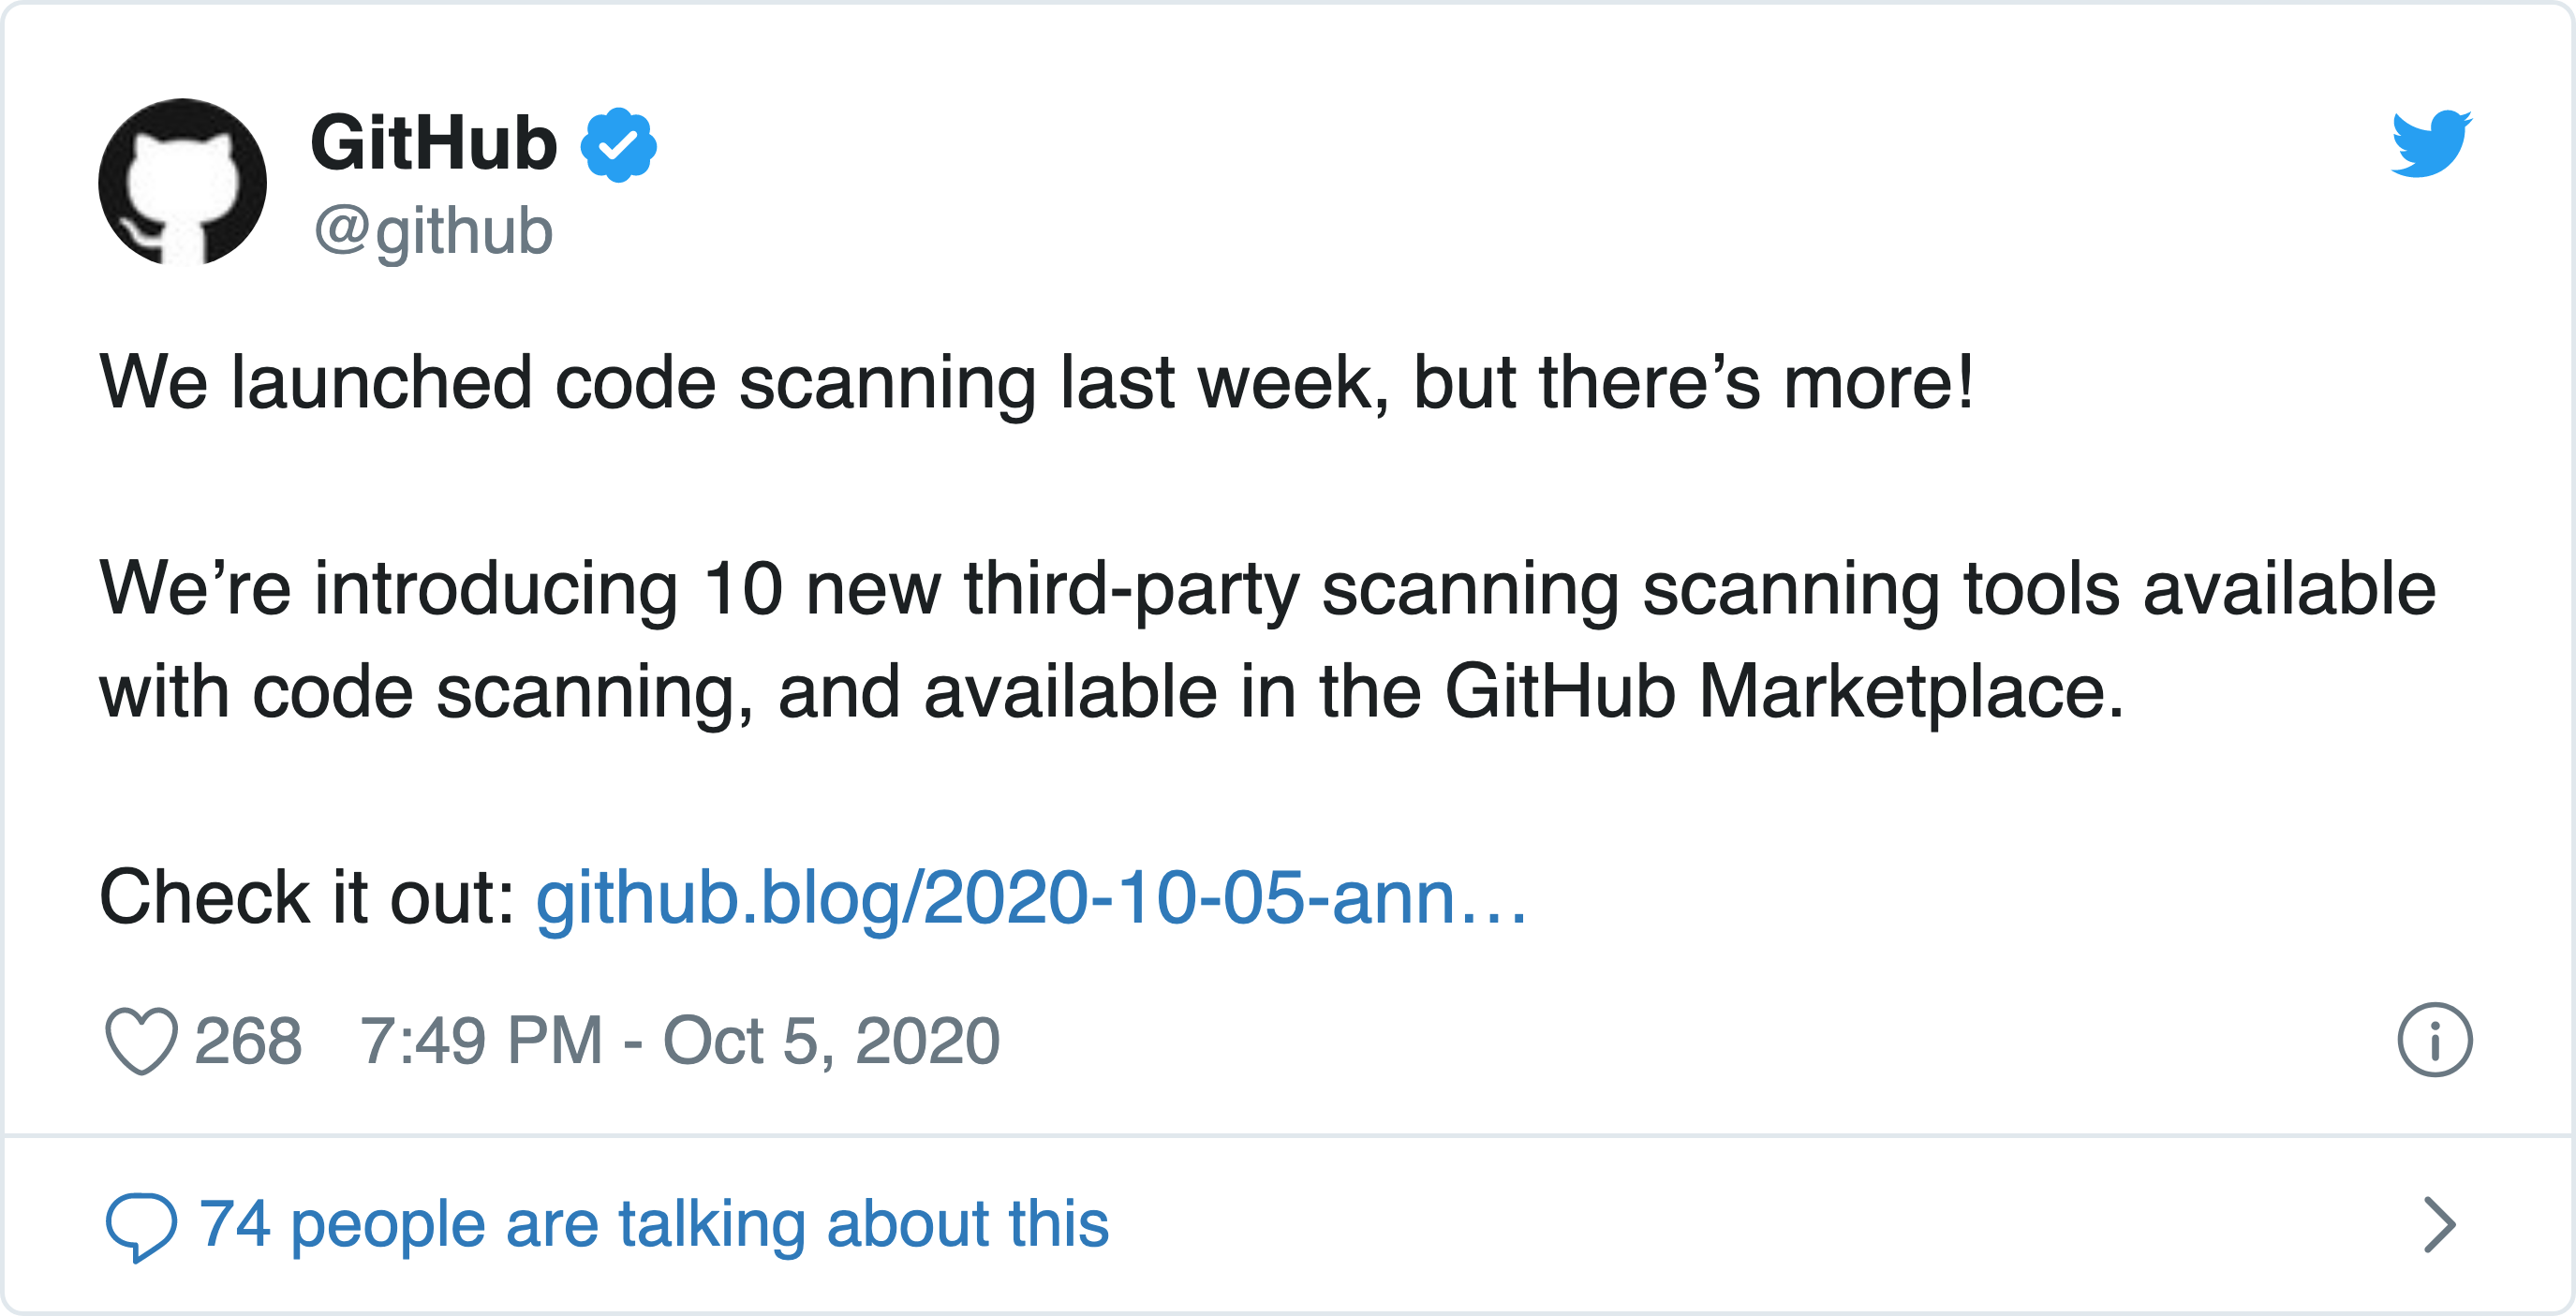 GitHub
@github
We launched code scanning last week, but there’s more!
We’re introducing 10 new third-party scanning scanning tools available
with code scanning, and available in the GitHub Marketplace.
Check it out: github.blog/2020-10-05-ann…
268 7:49 PM - Oct 5, 2020
74 people are talking about this